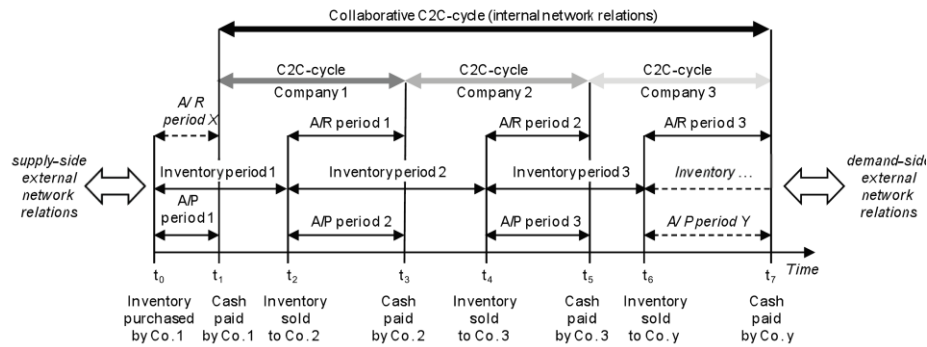 Collaborative C2C-cycle (internal network relations)
C2C-cycle
Company 1
C2C-cycle
Company 2
C2C-cycle
Company 3
A/R
period X
A/R period 1
A/R period 2
A/R period 3
supply-side
external
network
relations
Inventory period 1
Inventory period 2
Inventory period 3
Inventory ...
demand-side
external
network
relations
A/P
period 1
A/P period 2
A/P period 3
A/P period Y
Time
t0
t1
t2
t3
t4
t5
t6
t7
Inventory
purchased
by Co. 1
Cash
paid
by Co. 1
Inventory
sold
to Co. 2
Cash
paid
by Co. 2
Inventory
sold
to Co. 3
Cash
paid
by Co. 3
Inventory
sold
to Co. y
Cash
paid
by Co. y